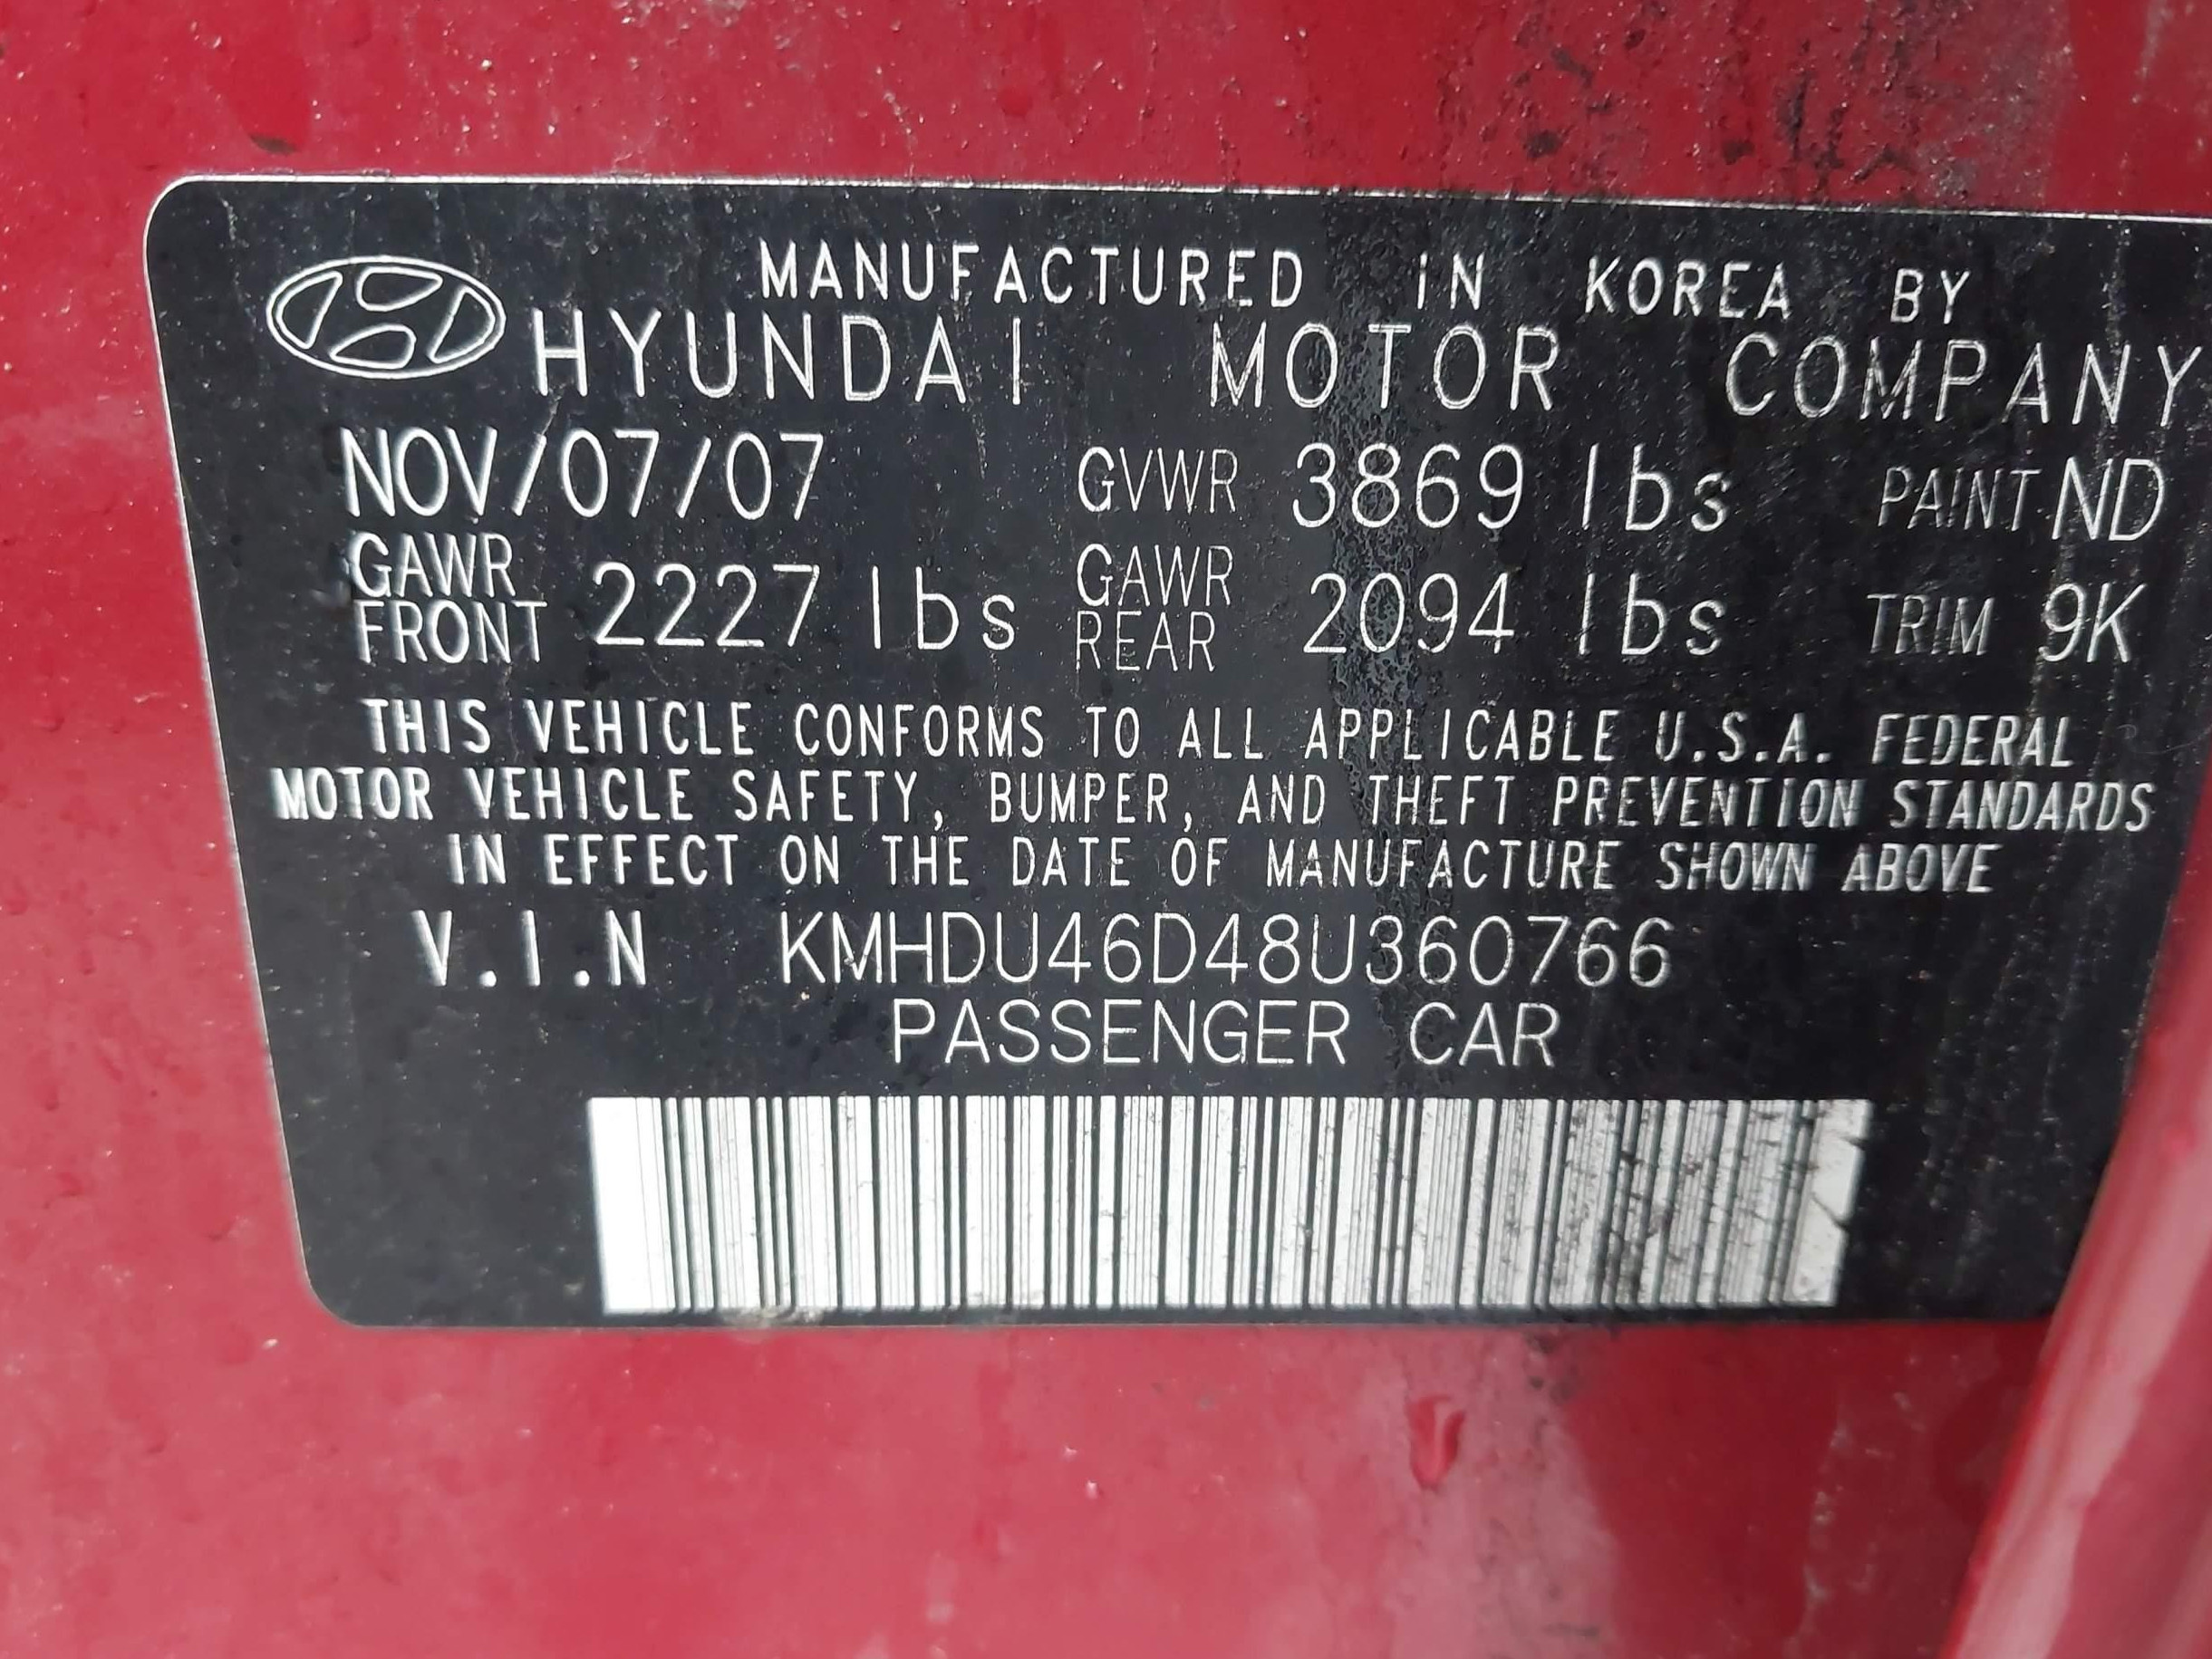 MANUFACTURED IN KOREA BY
HYUNDAI MOTOR COMPANY
NOV/07/07 GVWR 3869 lbs PAINT ND
GAWR FRONT 2227 lbs GAWR REAR 2094 lbs TRIM 9K
THIS VEHICLE CONFORMS TO ALL APPLICABLE U.S.A. FEDERAL
MOTOR VEHICLE SAFETY, BUMPER, AND THEFT PREVENTION STANDARDS
IN EFFECT ON THE DATE OF MANUFACTURE SHOWN ABOVE
V.I.N KMHDU46D48U360766
PASSENGER CAR